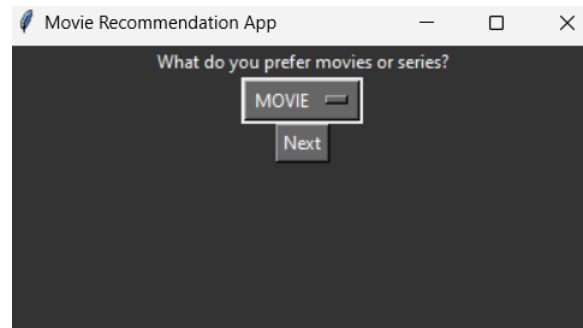 Movie Recommendation App
What do you prefer movies or series?
MOVIE
Next